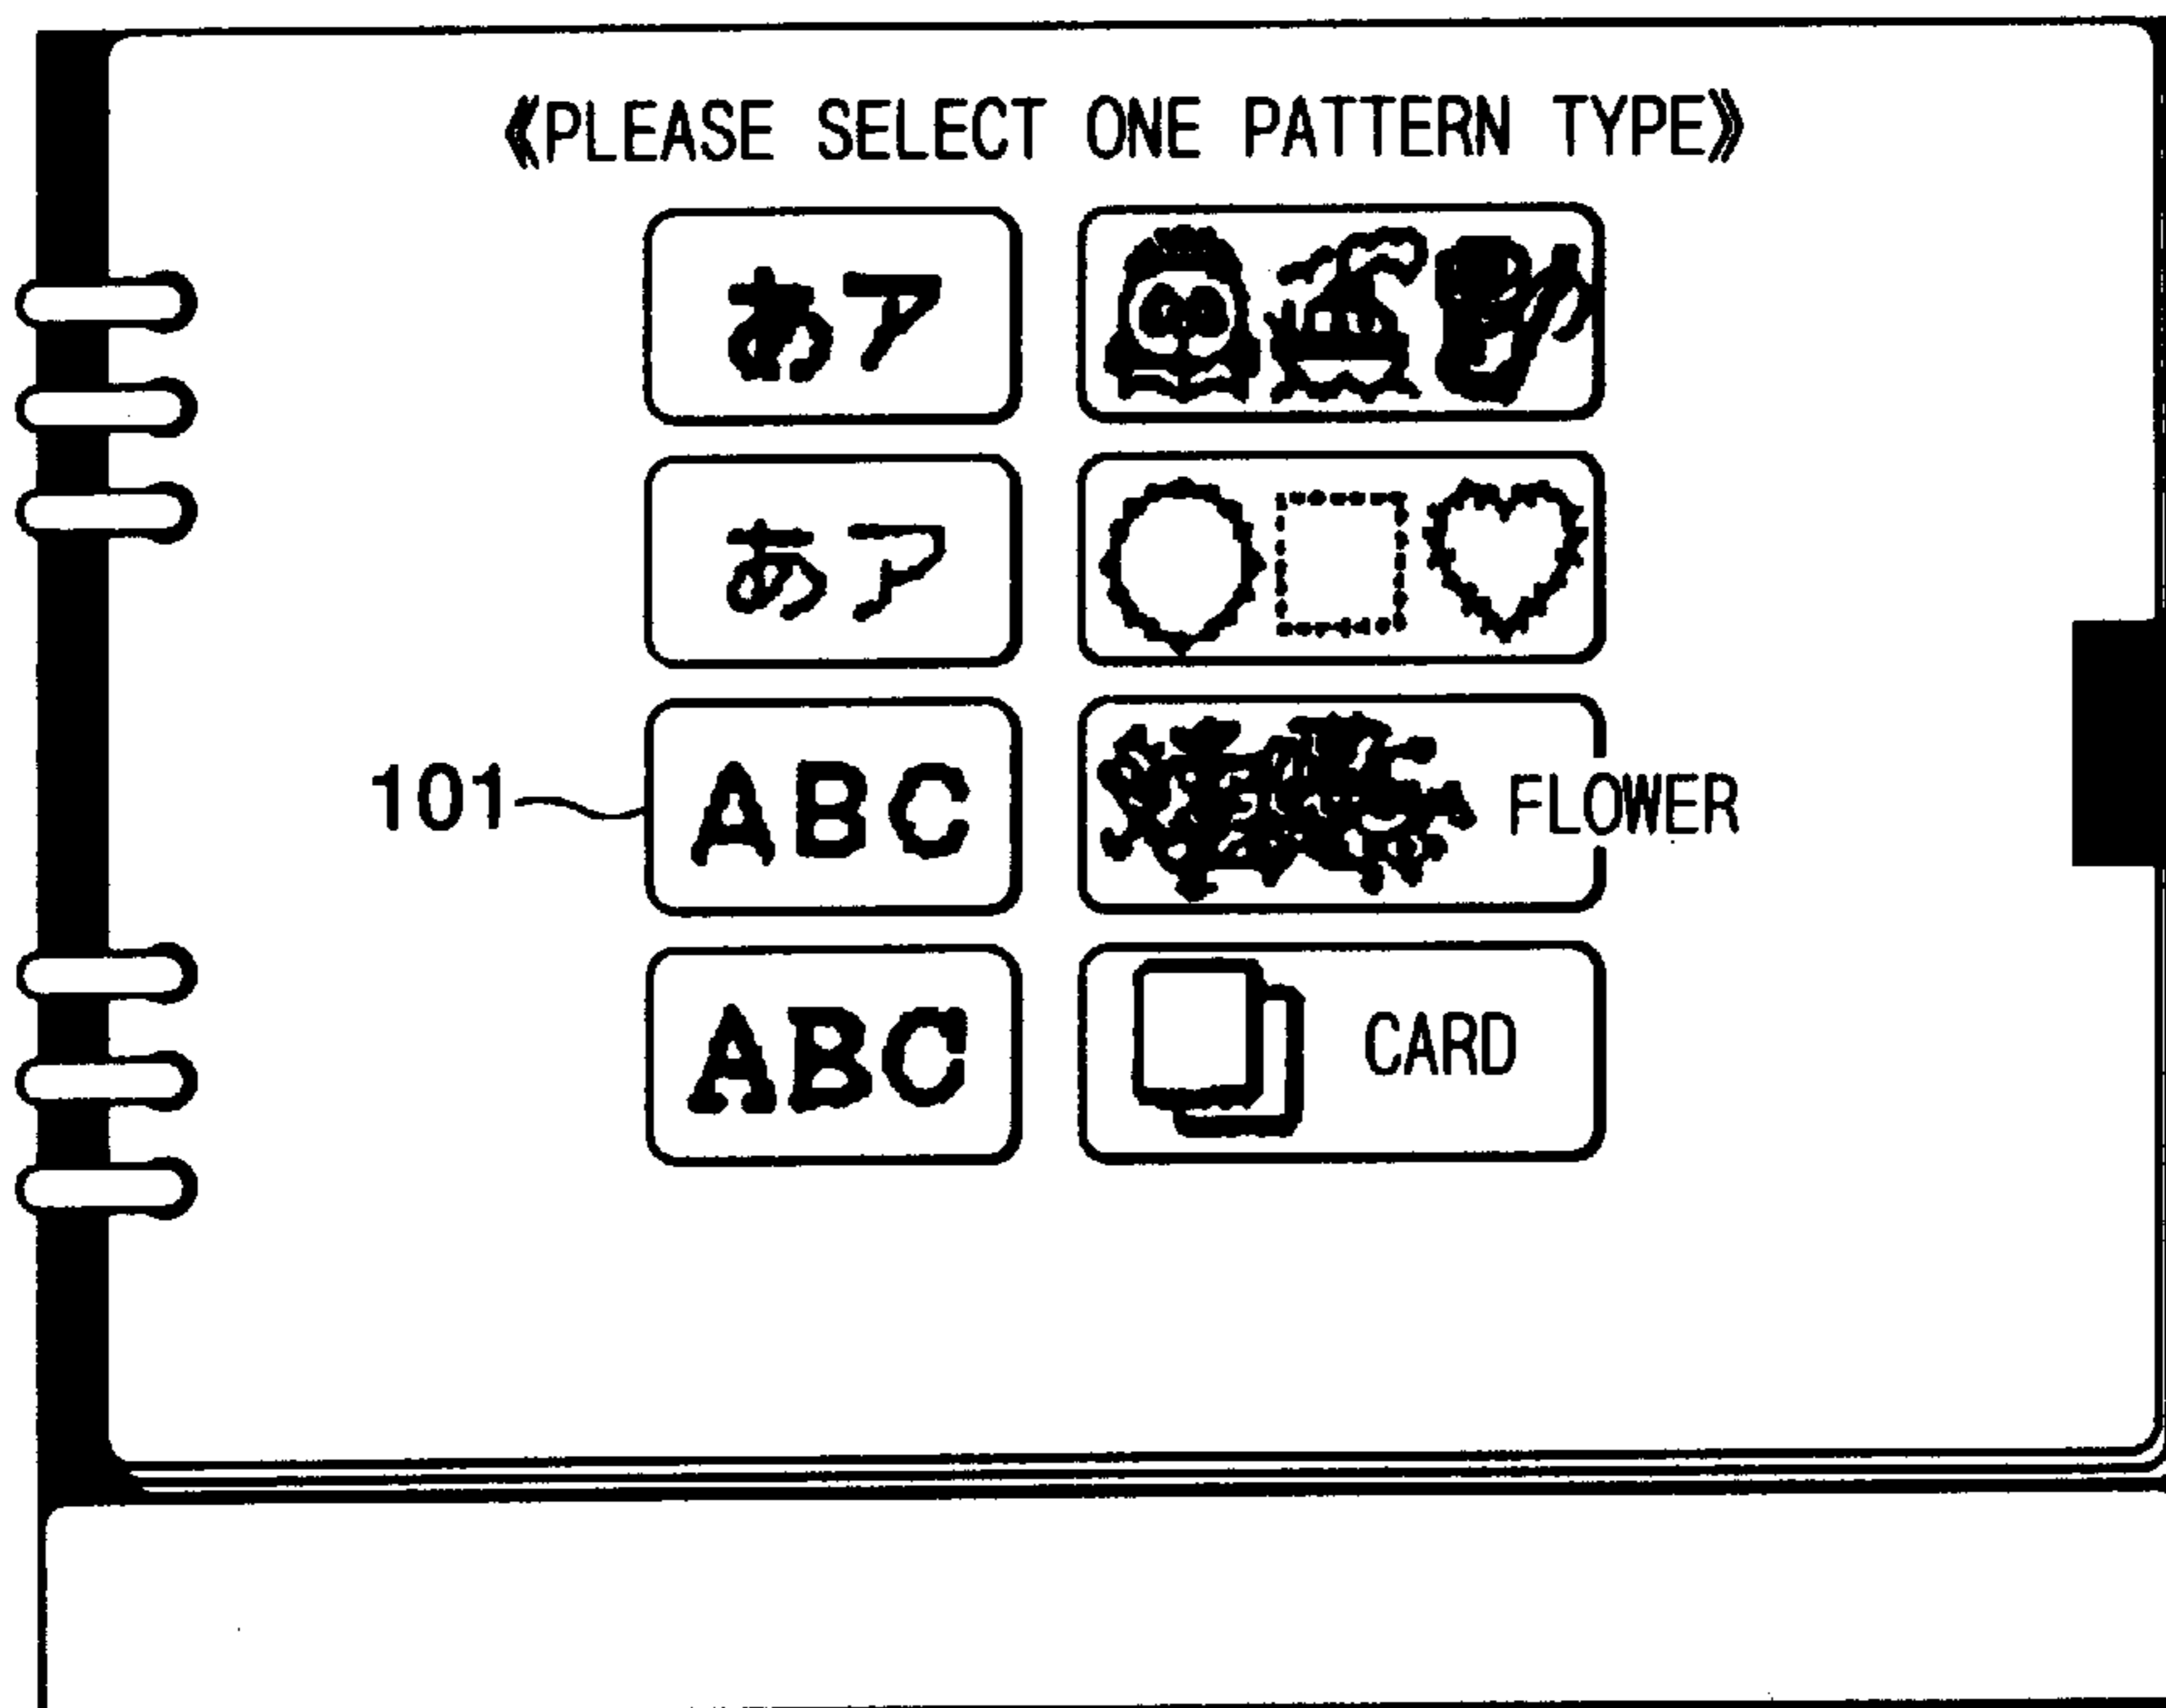 《PLEASE SELECT ONE PATTERN TYPE》
あア
あア
101 ABC FLOWER
ABC CARD